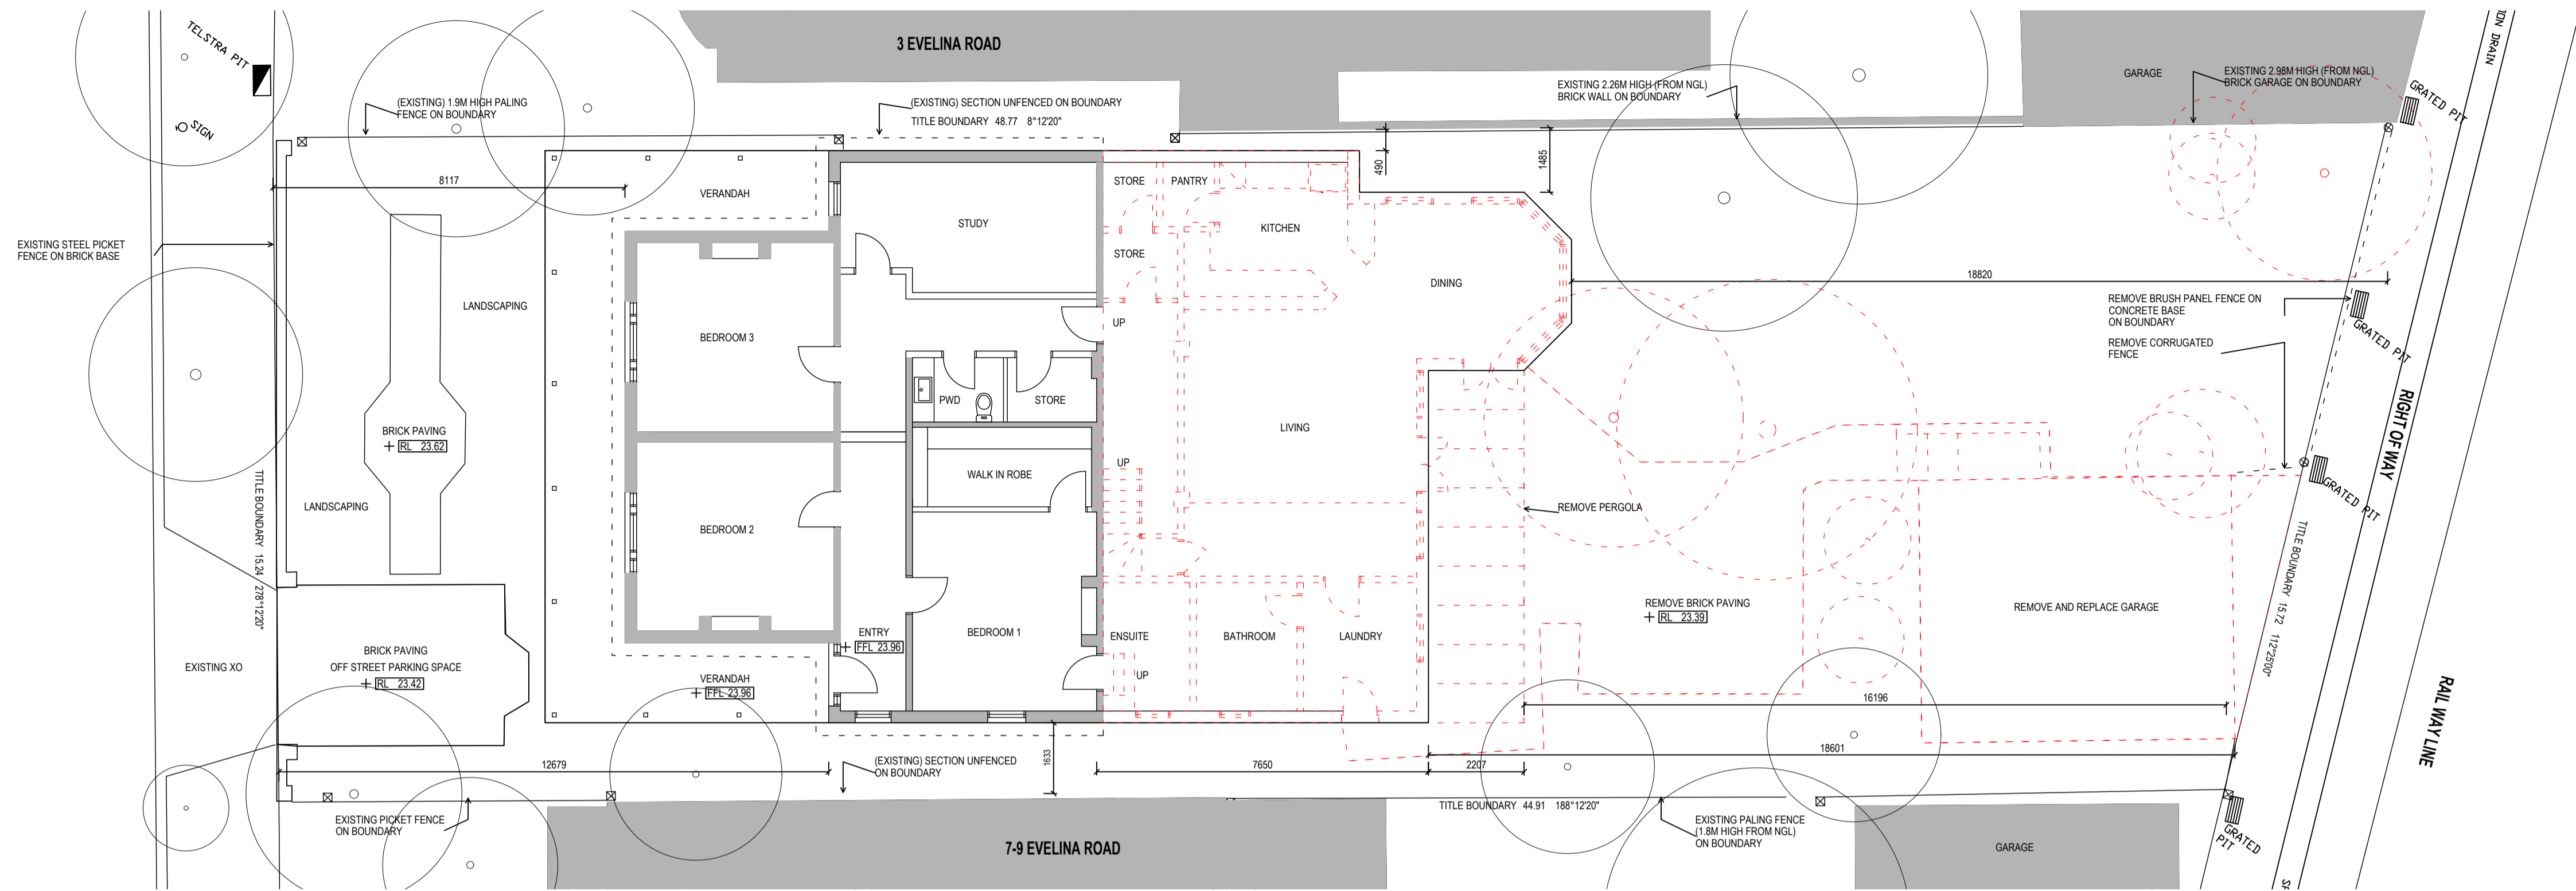 TELSTRA PIT
SIGN
3 EVELINA ROAD
(EXISTING) 1.9M HIGH PALING
FENCE ON BOUNDARY
(EXISTING) SECTION UNFENCED ON BOUNDARY
TITLE BOUNDARY 48.77 8°12'20"
EXISTING 2.26M HIGH (FROM NGL)
BRICK WALL ON BOUNDARY
GARAGE
EXISTING 2.98M HIGH (FROM NGL)
BRICK GARAGE ON BOUNDARY
GRATED PIT
DRAIN
8117
VERANDAH
STUDY
STORE
PANTRY
490
1485
KITCHEN
STORE
DINING
18820
EXISTING STEEL PICKET
FENCE ON BRICK BASE
LANDSCAPING
BEDROOM 3
UP
REMOVE BRUSH PANEL FENCE ON
CONCRETE BASE
ON BOUNDARY
REMOVE CORRUGATED
FENCE
GRATED PIT
PWD
STORE
LIVING
BRICK PAVING
RL 23.62
RIGHT OF WAY
UP
WALK IN ROBE
LANDSCAPING
BEDROOM 2
REMOVE PERGOLA
GRATED PIT
TITLE BOUNDARY 15.24 278°12'20"
TITLE BOUNDARY 15.72 112°25'00"
REMOVE BRICK PAVING
RL 23.39
REMOVE AND REPLACE GARAGE
ENTRY
FFL 23.96
BEDROOM 1
ENSUITE
BATHROOM
LAUNDRY
EXISTING XO
BRICK PAVING
OFF STREET PARKING SPACE
RL 23.42
VERANDAH
FFL 23.96
UP
16196
RAILWAY LINE
18601
12679
(EXISTING) SECTION UNFENCED
ON BOUNDARY
1633
7650
2207
TITLE BOUNDARY 44.91 188°12'20"
EXISTING PICKET FENCE
ON BOUNDARY
7-9 EVELINA ROAD
EXISTING PALING FENCE
(1.8M HIGH FROM NGL)
ON BOUNDARY
GARAGE
GRATED
PIT